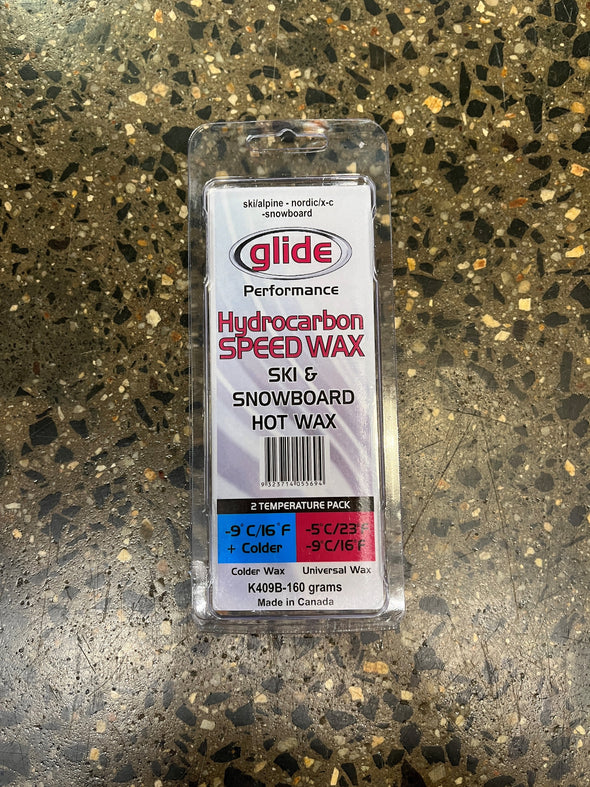 ski/alpine - nordic/x-c
-snowboard
glide
Performance
Hydrocarbon
SPEED WAX
SKI &
SNOWBOARD
HOT WAX
9323714055694
2 TEMPERATURE PACK
-9°C/16°F
+ Colder
-5°C/23°F
-9°C/16°F
Colder Wax
Universal Wax
K409B-160 grams
Made in Canada